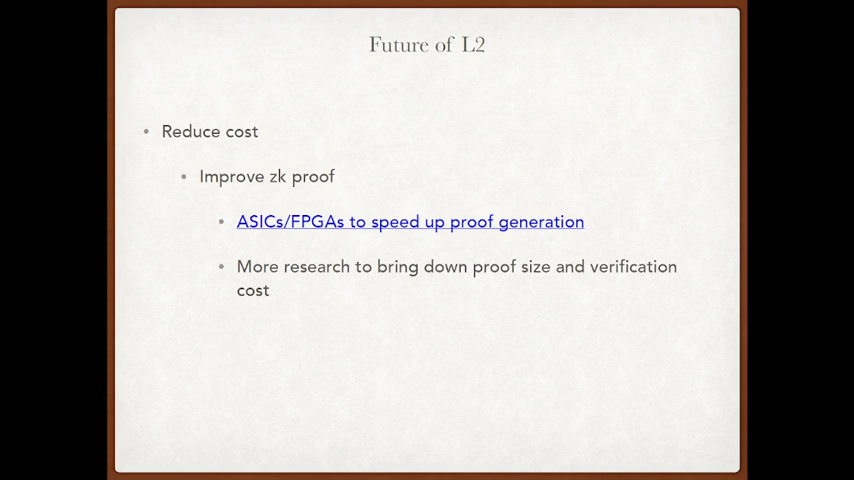 Future of L2
• Reduce cost
• Improve zk proof
• ASICs/FPGAs to speed up proof generation
• More research to bring down proof size and verification
cost